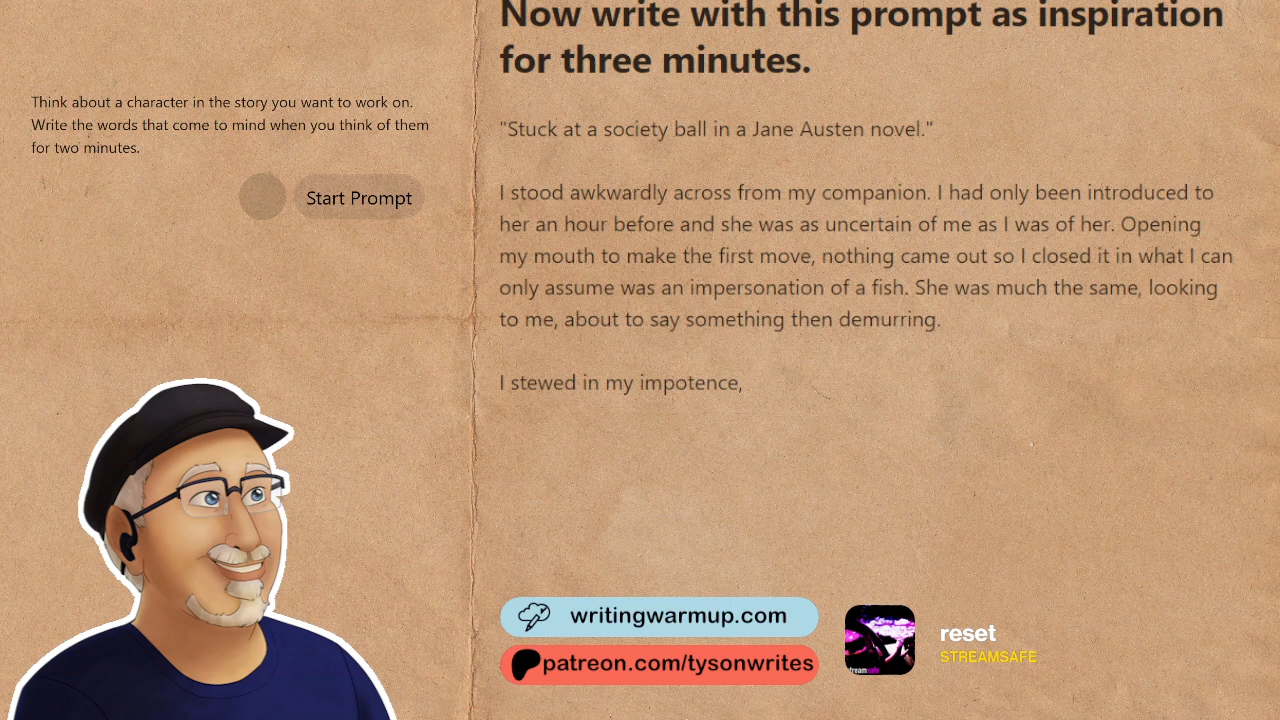 Now write with this prompt as inspiration
for three minutes.
Think about a character in the story you want to work on.
Write the words that come to mind when you think of them
for two minutes.
Start Prompt
"Stuck at a society ball in a Jane Austen novel."
I stood awkwardly across from my companion. I had only been introduced to
her an hour before and she was as uncertain of me as I was of her. Opening
my mouth to make the first move, nothing came out so I closed it in what I can
only assume was an impersonation of a fish. She was much the same, looking
to me, about to say something then demurring.
I stewed in my impotence,
writingwarmup.com
patreon.com/tysonwrites
reset
STREAMSAFE
streamsafe